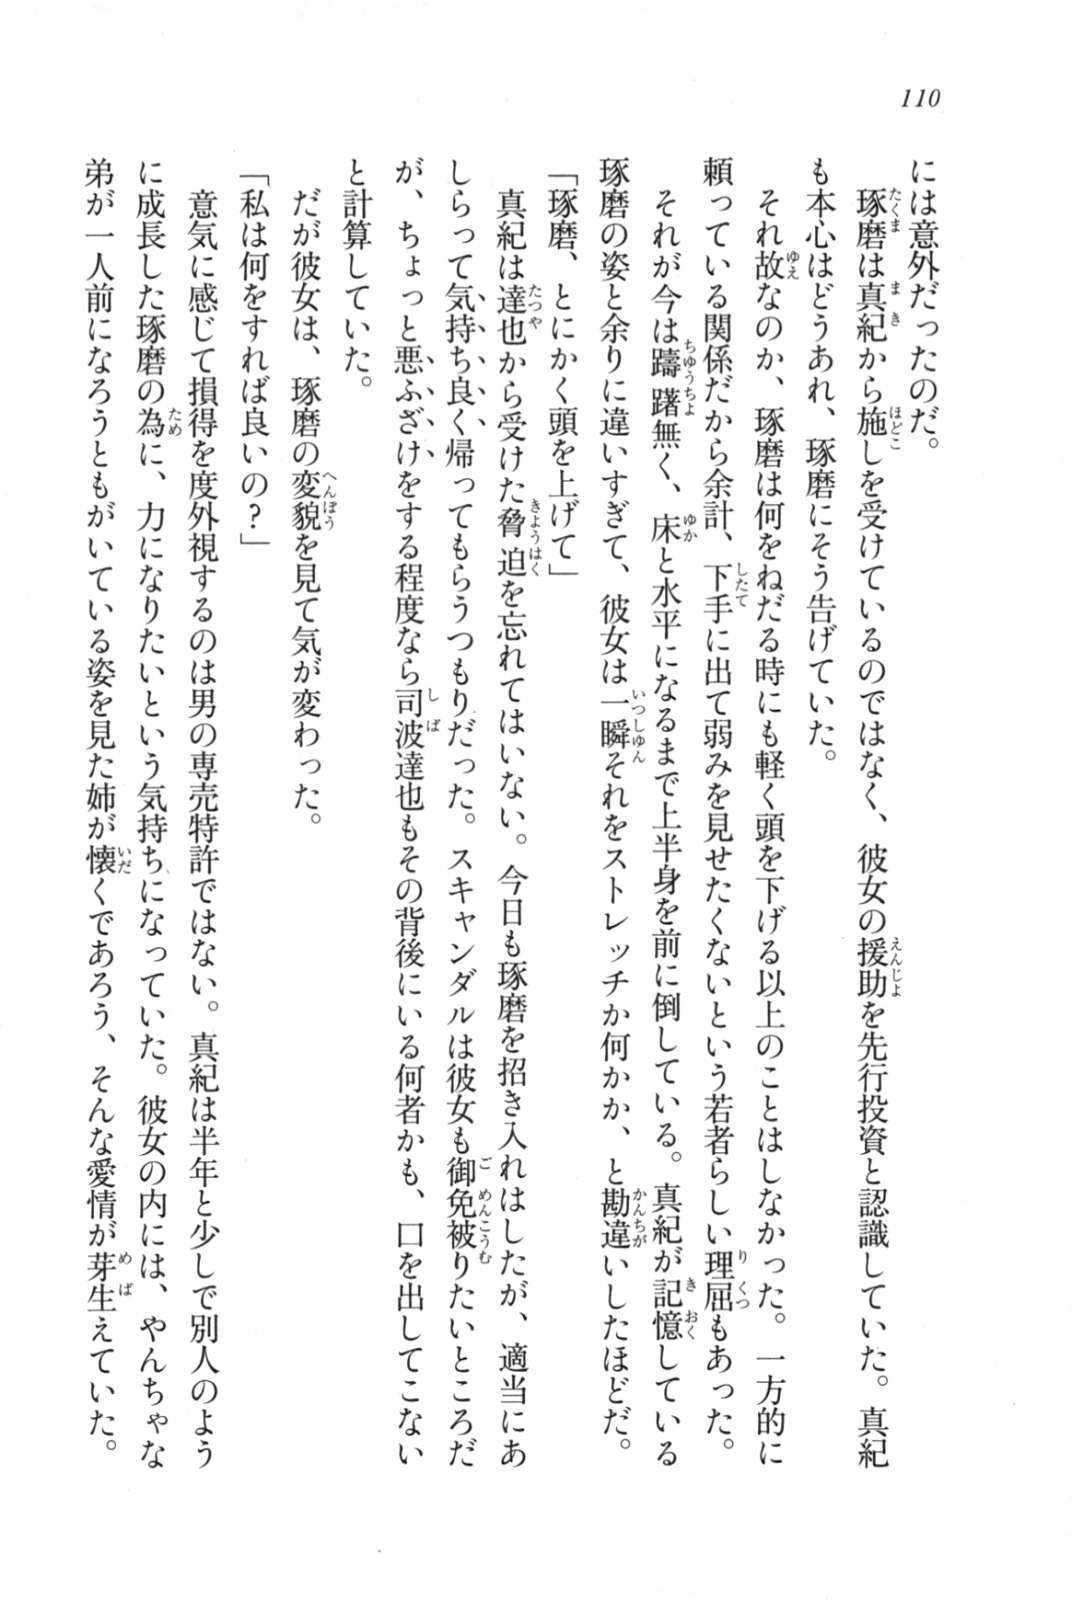 110
には意外だったのだ。
　琢磨は真紀から施しを受けているのではなく、彼女の援助を先行投資と認識していた。真紀
も本心はどうあれ、琢磨にそう告げていた。
　それ故なのか、琢磨は何をねだる時にも軽く頭を下げる以上のことはしなかった。一方的に
頼っている関係だから余計、下手に出て弱みを見せたくないという若者らしい理屈もあった。
　それが今は躊躇無く、床と水平になるまで上半身を前に倒している。真紀が記憶している
琢磨の姿と余りに違いすぎて、彼女は一瞬それをストレッチか何かか、と勘違いしたほどだ。
「琢磨、とにかく頭を上げて」
　真紀は達也から受けた脅迫を忘れてはいない。今日も琢磨を招き入れはしたが、適当にあ
しらって気持ち良く帰ってもらうつもりだった。スキャンダルは彼女も御免被りたいところだ
が、ちょっと悪ふざけをする程度なら司波達也もその背後にいる何者かも、口を出してこない
と計算していた。
　だが彼女は、琢磨の変貌を見て気が変わった。
「私は何をすれば良いの？」
　意気に感じて損得を度外視するのは男の専売特許ではない。真紀は半年と少しで別人のよう
に成長した琢磨の為に、力になりたいという気持ちになっていた。彼女の内には、やんちゃな
弟が一人前になろうともがいている姿を見た姉が懐くであろう、そんな愛情が芽生えていた。